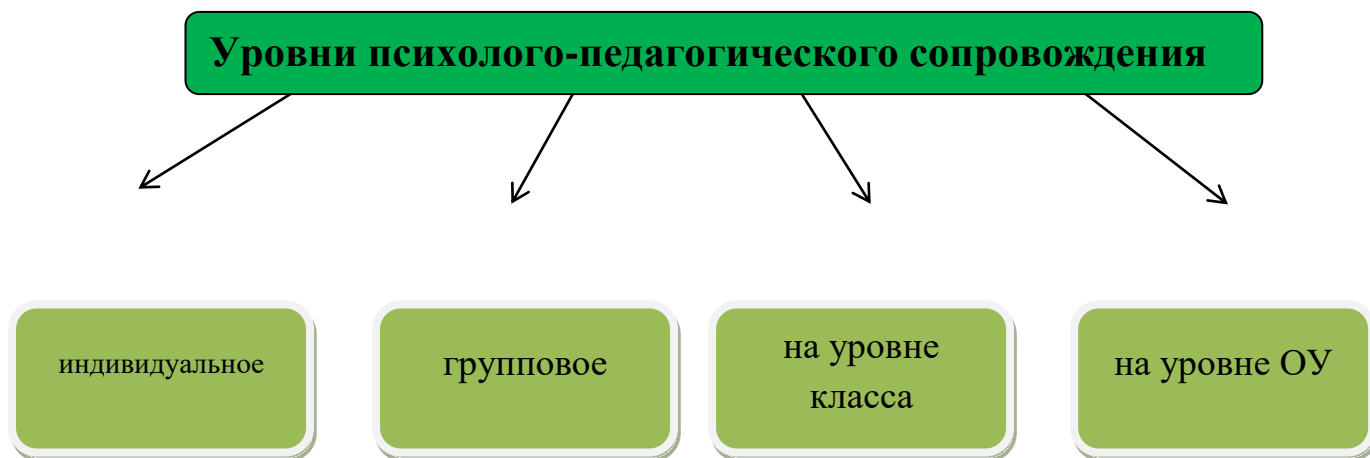 Уровни психолого-педагогического сопровождения
индивидуальное
групповое
на уровне
класса
на уровне ОУ